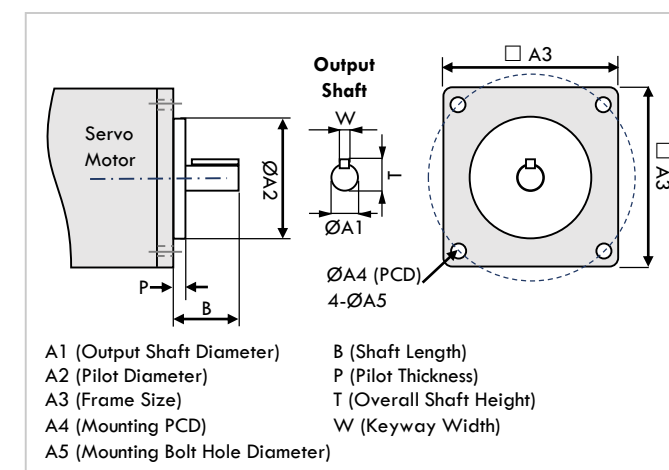 Output
Shaft
□ A3
W
Servo
Motor
ØA2
T
□ A3
ØA1
ØA4 (PCD)
4-ØA5
P
B
A1 (Output Shaft Diameter)
A2 (Pilot Diameter)
A3 (Frame Size)
A4 (Mounting PCD)
A5 (Mounting Bolt Hole Diameter)
B (Shaft Length)
P (Pilot Thickness)
T (Overall Shaft Height)
W (Keyway Width)